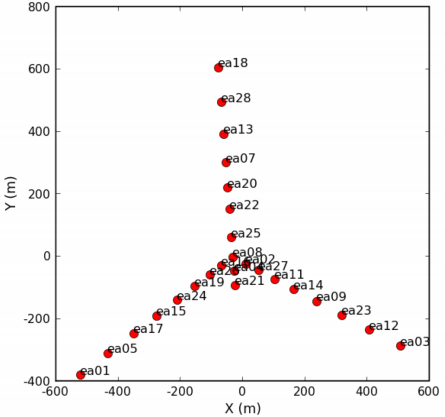 800
600
400
200
0
-200
-400
-600
-400
-200
0
200
400
600
Y (m)
X (m)
ea18
ea28
ea13
ea07
ea20
ea22
ea25
ea08
ea02
ea27
ea19
ea21
ea11
ea14
ea24
ea09
ea15
ea23
ea17
ea12
ea05
ea03
ea01